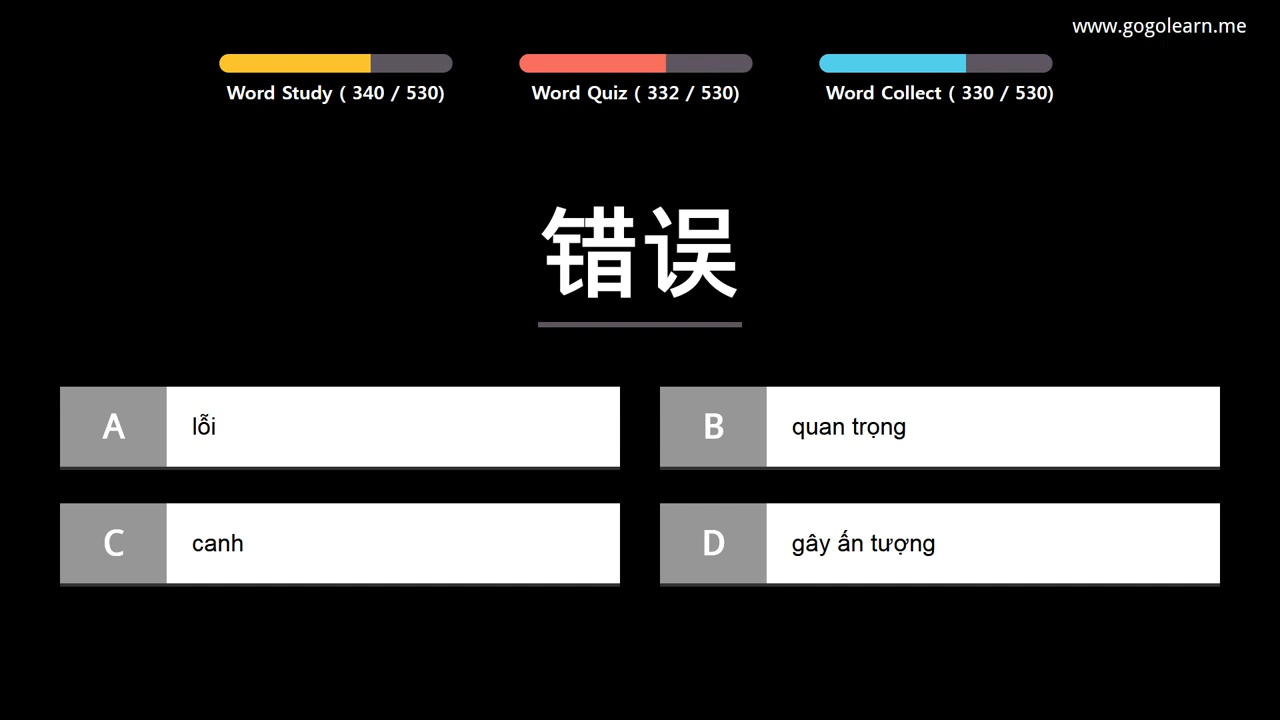 www.gogolearn.me
Word Study ( 340 / 530)
Word Quiz ( 332 / 530)
Word Collect ( 330 / 530)
错误
A lỗi
B quan trọng
C canh
D gây ấn tượng